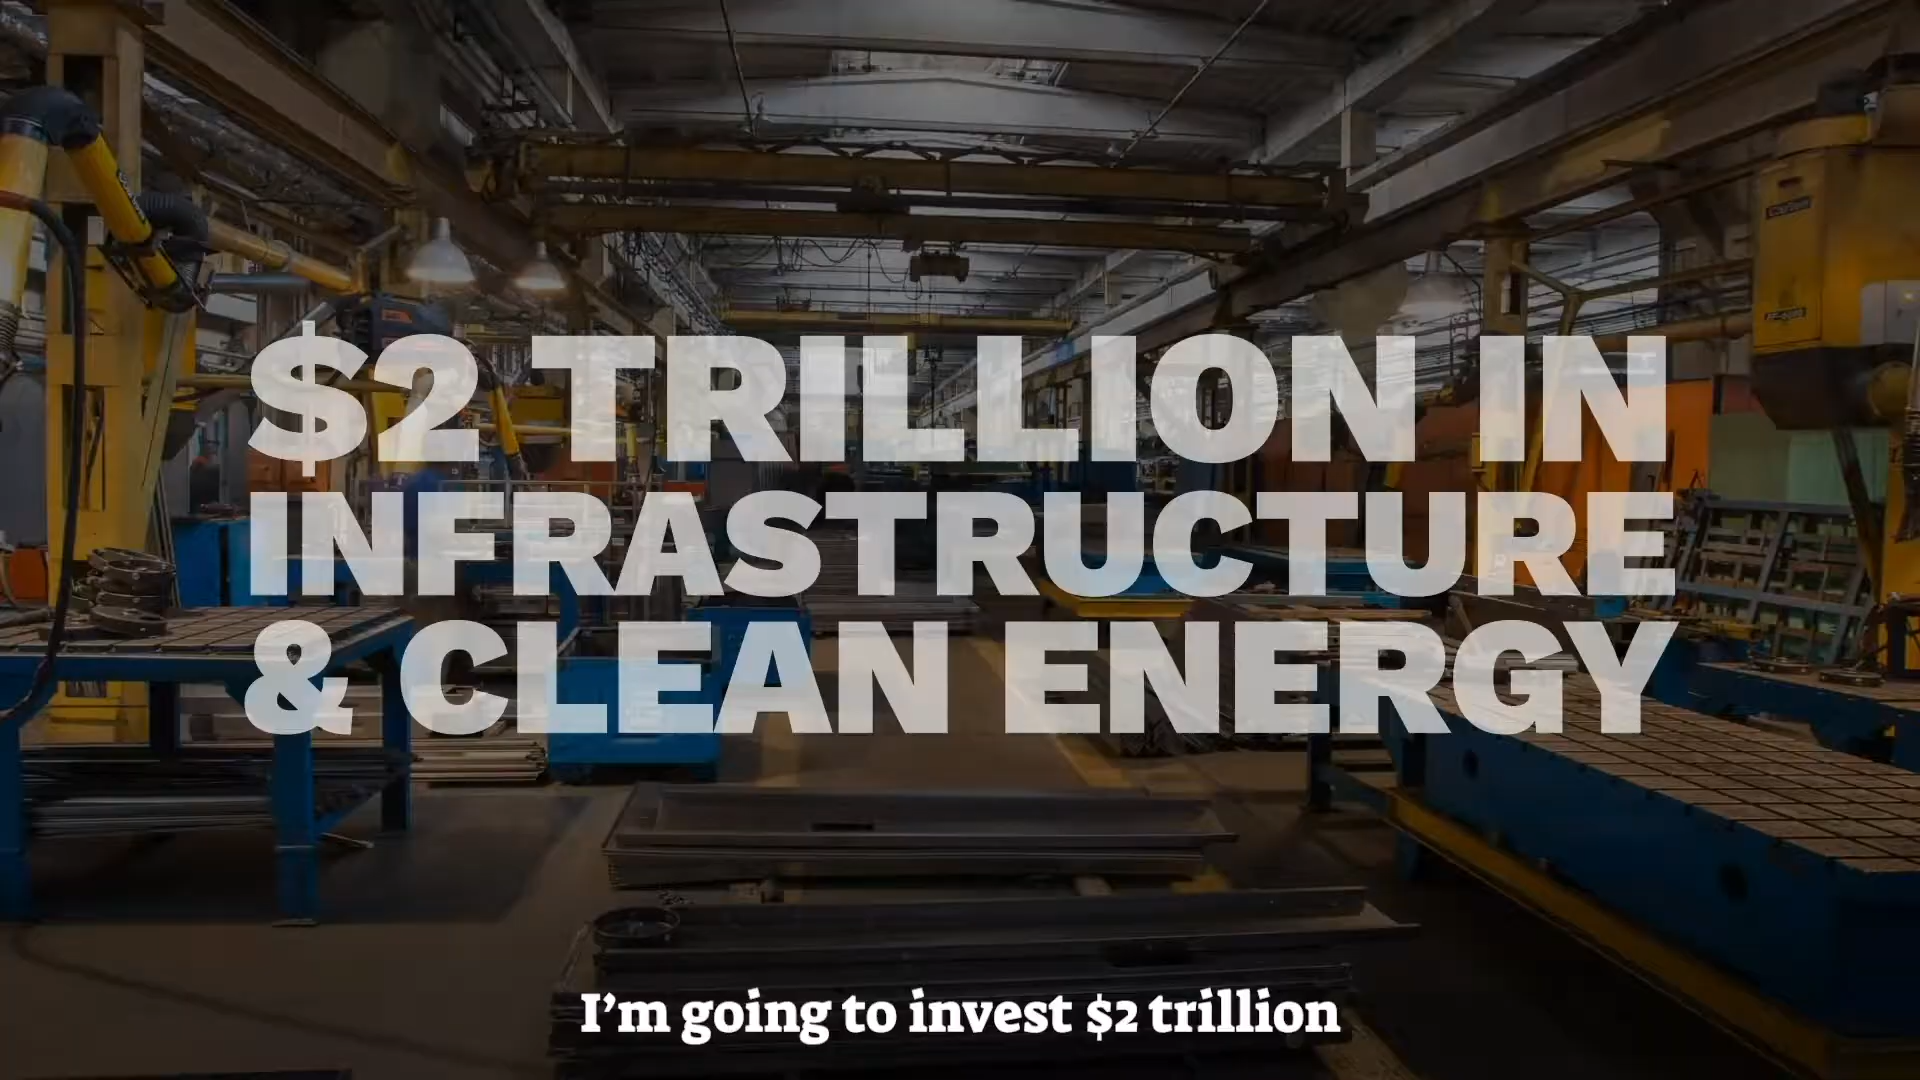 $2 TRILLION IN
INFRASTRUCTURE
& CLEAN ENERGY
I'm going to invest $2 trillion